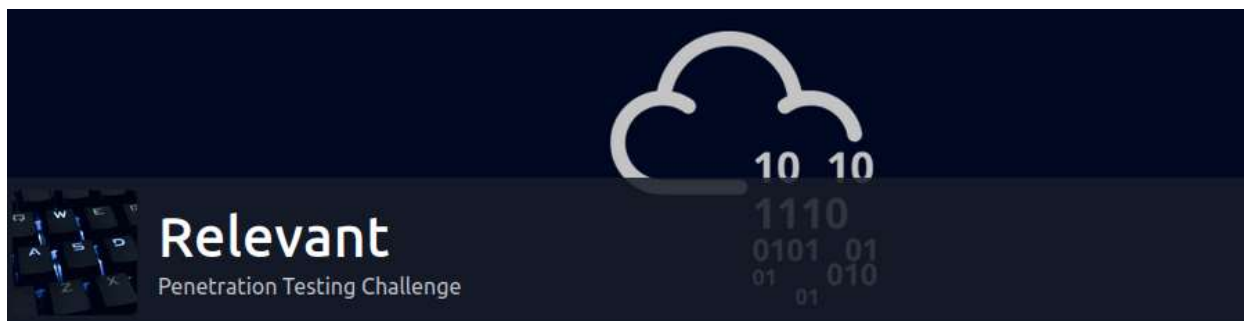 10 10
1110
0101 01
01 010
01
Relevant
Penetration Testing Challenge
W E
A S D
Z X